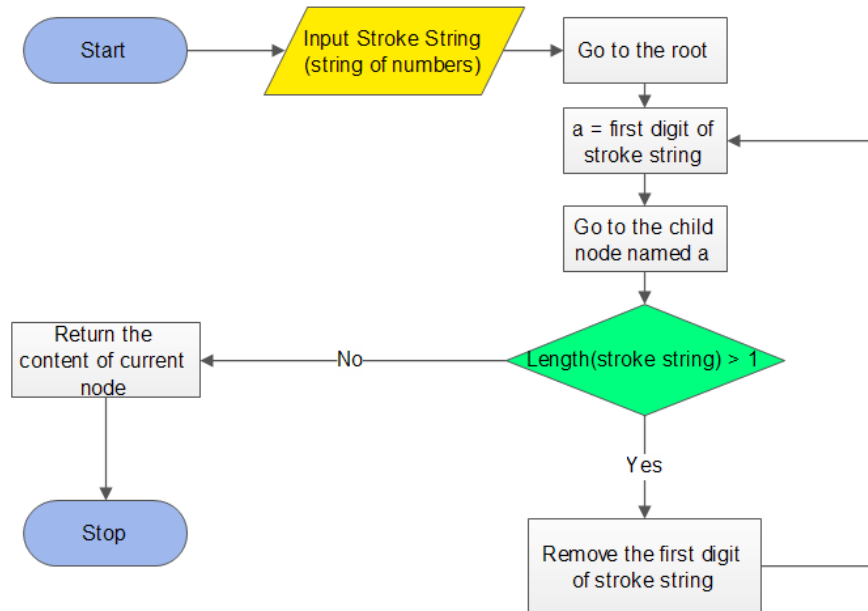 Start
Input Stroke String
(string of numbers)
Go to the root
a = first digit of
stroke string
Go to the child
node named a
Length(stroke string) > 1
No
Return the
content of current
node
Yes
Stop
Remove the first digit
of stroke string